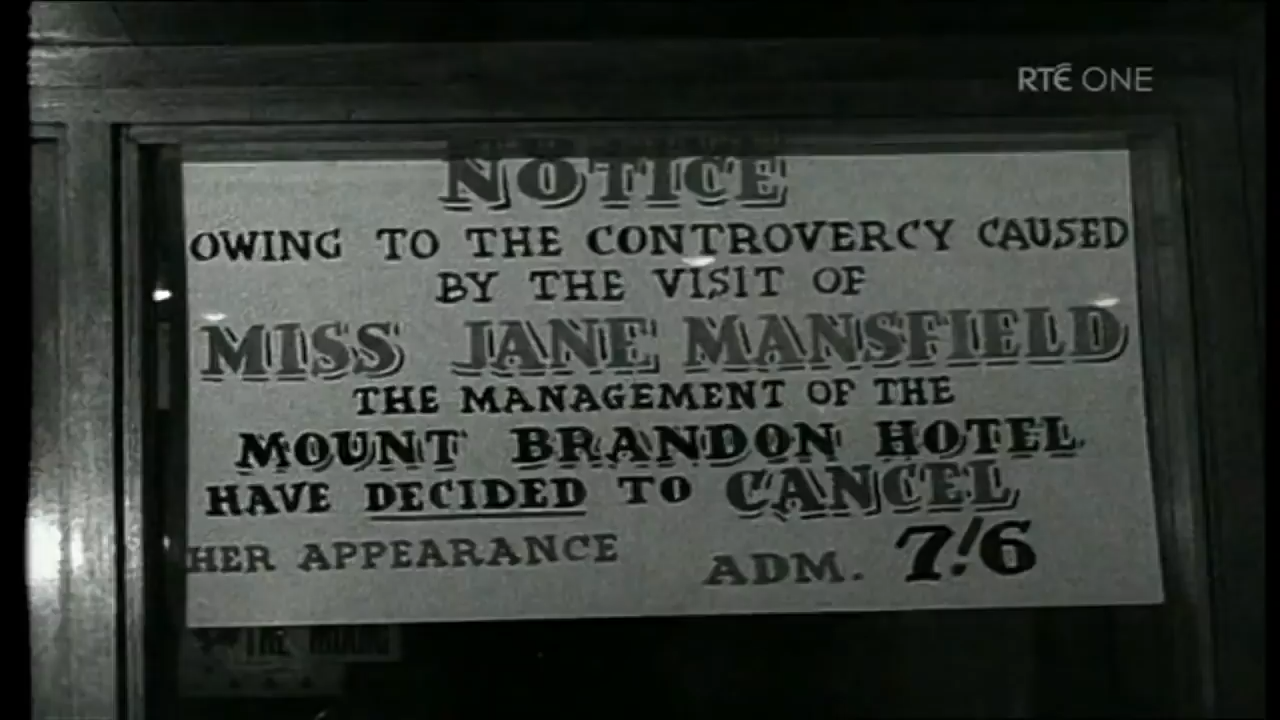 RTÉ ONE
NOTICE
OWING TO THE CONTROVERCY CAUSED
BY THE VISIT OF
MISS JANE MANSFIELD
THE MANAGEMENT OF THE
MOUNT BRANDON HOTEL
HAVE DECIDED TO CANCEL
HER APPEARANCE ADM. 7!6
THE